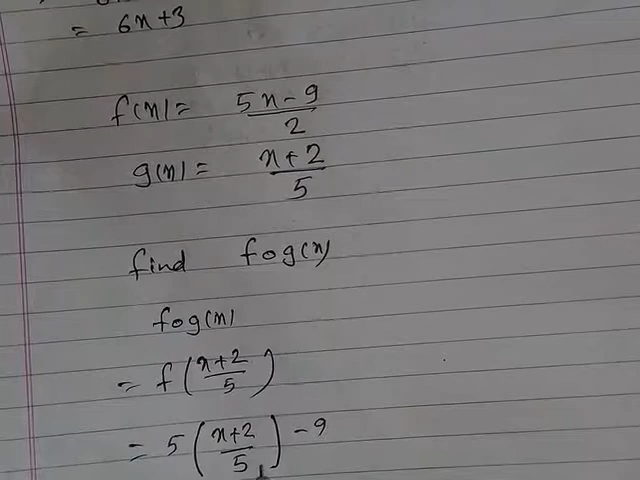 = 6x+3
f(x)= 5x-9/2
g(x)= x+2/5
find fog(x)
fog(x)
= f(x+2/5)
= 5(x+2/5)-9